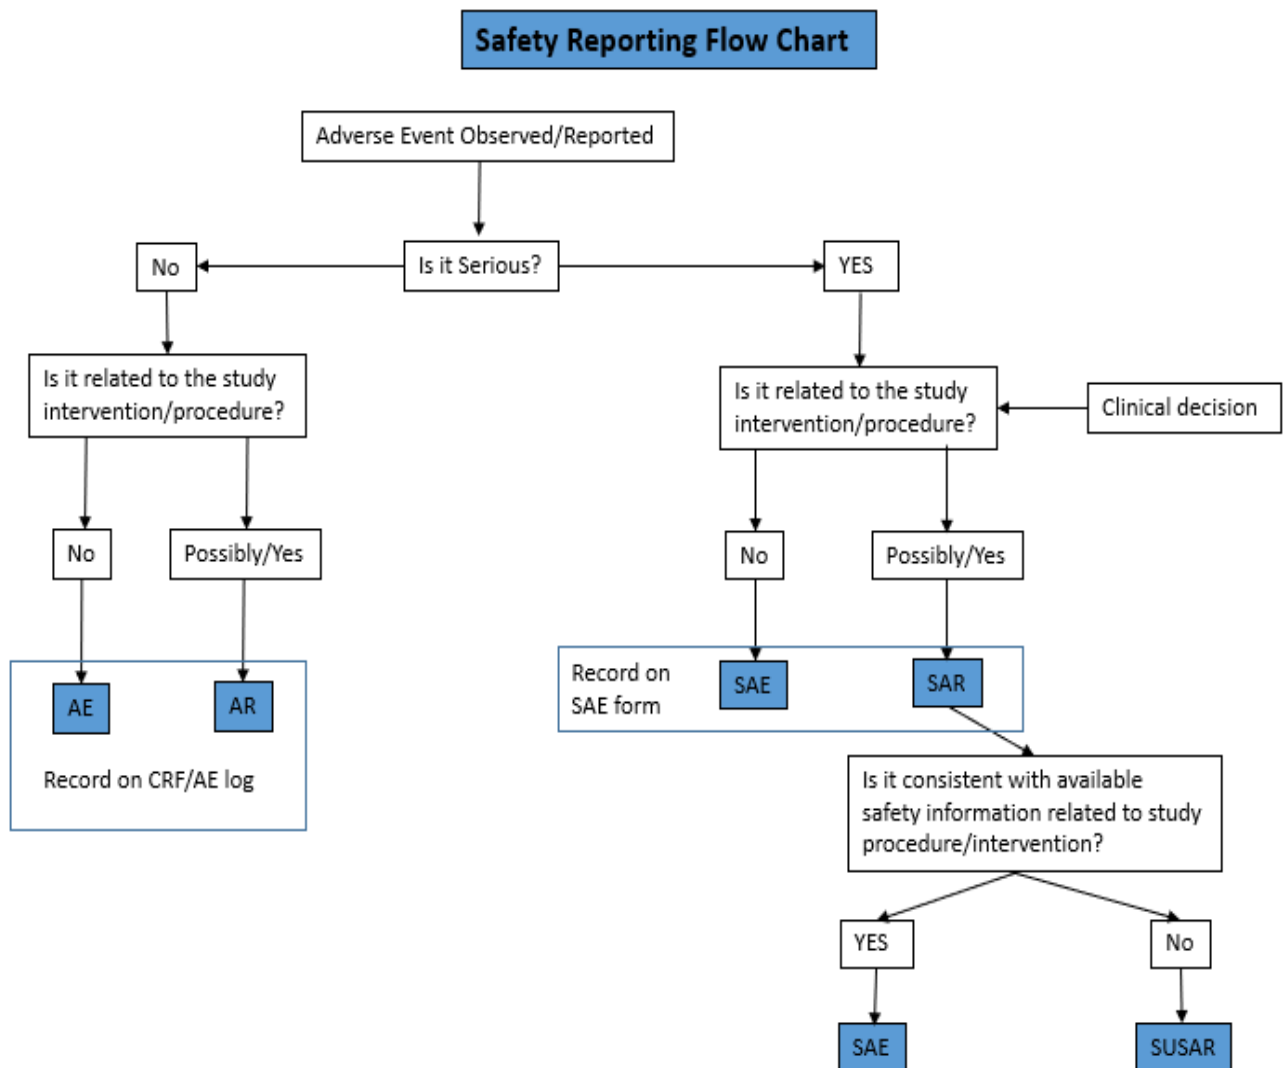 Safety Reporting Flow Chart
Adverse Event Observed/Reported
No
Is it Serious?
YES
Is it related to the study
intervention/procedure?
Is it related to the study
intervention/procedure?
Clinical decision
No
Possibly/Yes
No
Possibly/Yes
AE
AR
Record on CRF/AE log
Record on
SAE form
SAE
SAR
Is it consistent with available
safety information related to study
procedure/intervention?
YES
No
SAE
SUSAR